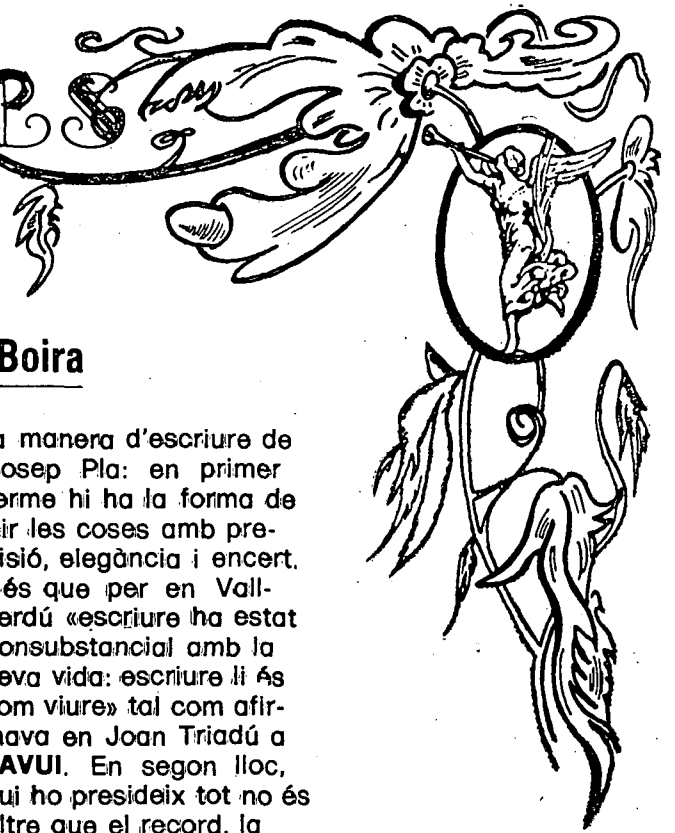 PS
Boira
a manera d'escriure de
osep Pla: en primer
erme hi ha la forma de
ir les coses amb pre-
isió, elegància i encert.
és que per en Vall-
erdú «escriure ha estat
onsubstancial amb la
eva vida: escriure li és
om viure» tal com afir-
mava en Joan Triadú a
AVUI. En segon lloc,
ui ho presideix tot no és
ltre que el record, la